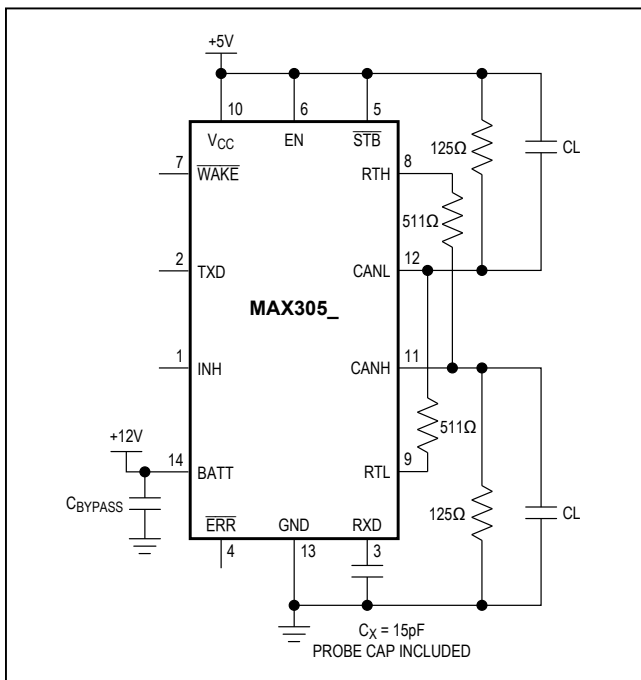 +5V
10
6
5
VCC
EN
STB
125Ω
CL
7
WAKE
RTH
8
511Ω
2
TXD
CANL
12
MAX305_
1
INH
CANH
11
+12V
511Ω
14
BATT
RTL
9
CBYPASS
125Ω
CL
ERR
GND
RXD
4
13
3
CX = 15pF
PROBE CAP INCLUDED